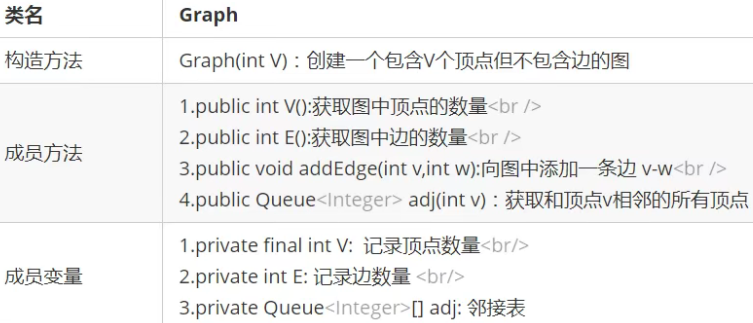 类名 Graph
构造方法 Graph(int V)：创建一个包含V个顶点但不包含边的图
成员方法
1.public int V():获取图中顶点的数量<br />
2.public int E():获取图中边的数量<br />
3.public void addEdge(int v,int w):向图中添加一条边 v-w<br />
4.public Queue<Integer> adj(int v)：获取和顶点v相邻的所有顶点
成员变量
1.private final int V: 记录顶点数量<br/>
2.private int E: 记录边数量 <br/>
3.private Queue<Integer>[] adj: 邻接表